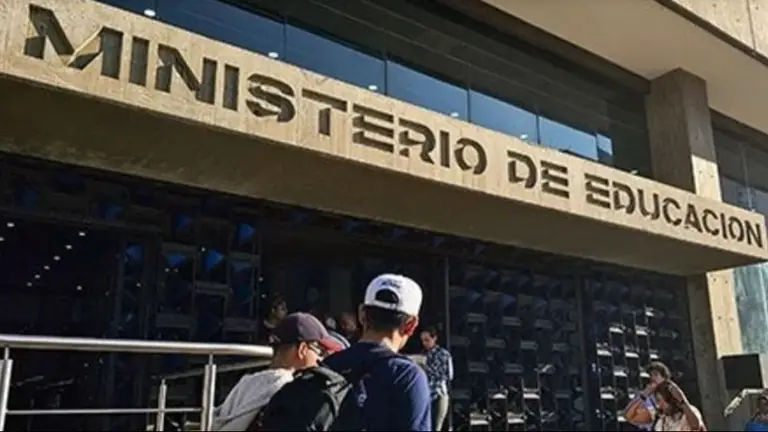 MINISTERIO DE EDUCACION